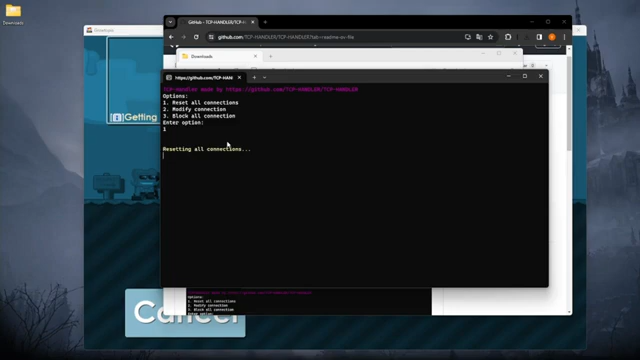 Downloads
Growtopia
GitHub - TCP-HANDLER/TCP-H
github.com/TCP-HANDLER/TCP-HANDLER?tab=readme-ov-file
Downloads
https://github.com/TCP-HAN
TCP-Handler made by https://github.com/TCP-HANDLER/TCP-HANDLER
Options:
1. Reset all connections
2. Modify connection
3. Block all connection
Enter option:
1
Resetting all connections...
Getting
Options:
1. Reset all connections
2. Modify connection
3. Block all connection
Enter option:
Cancel